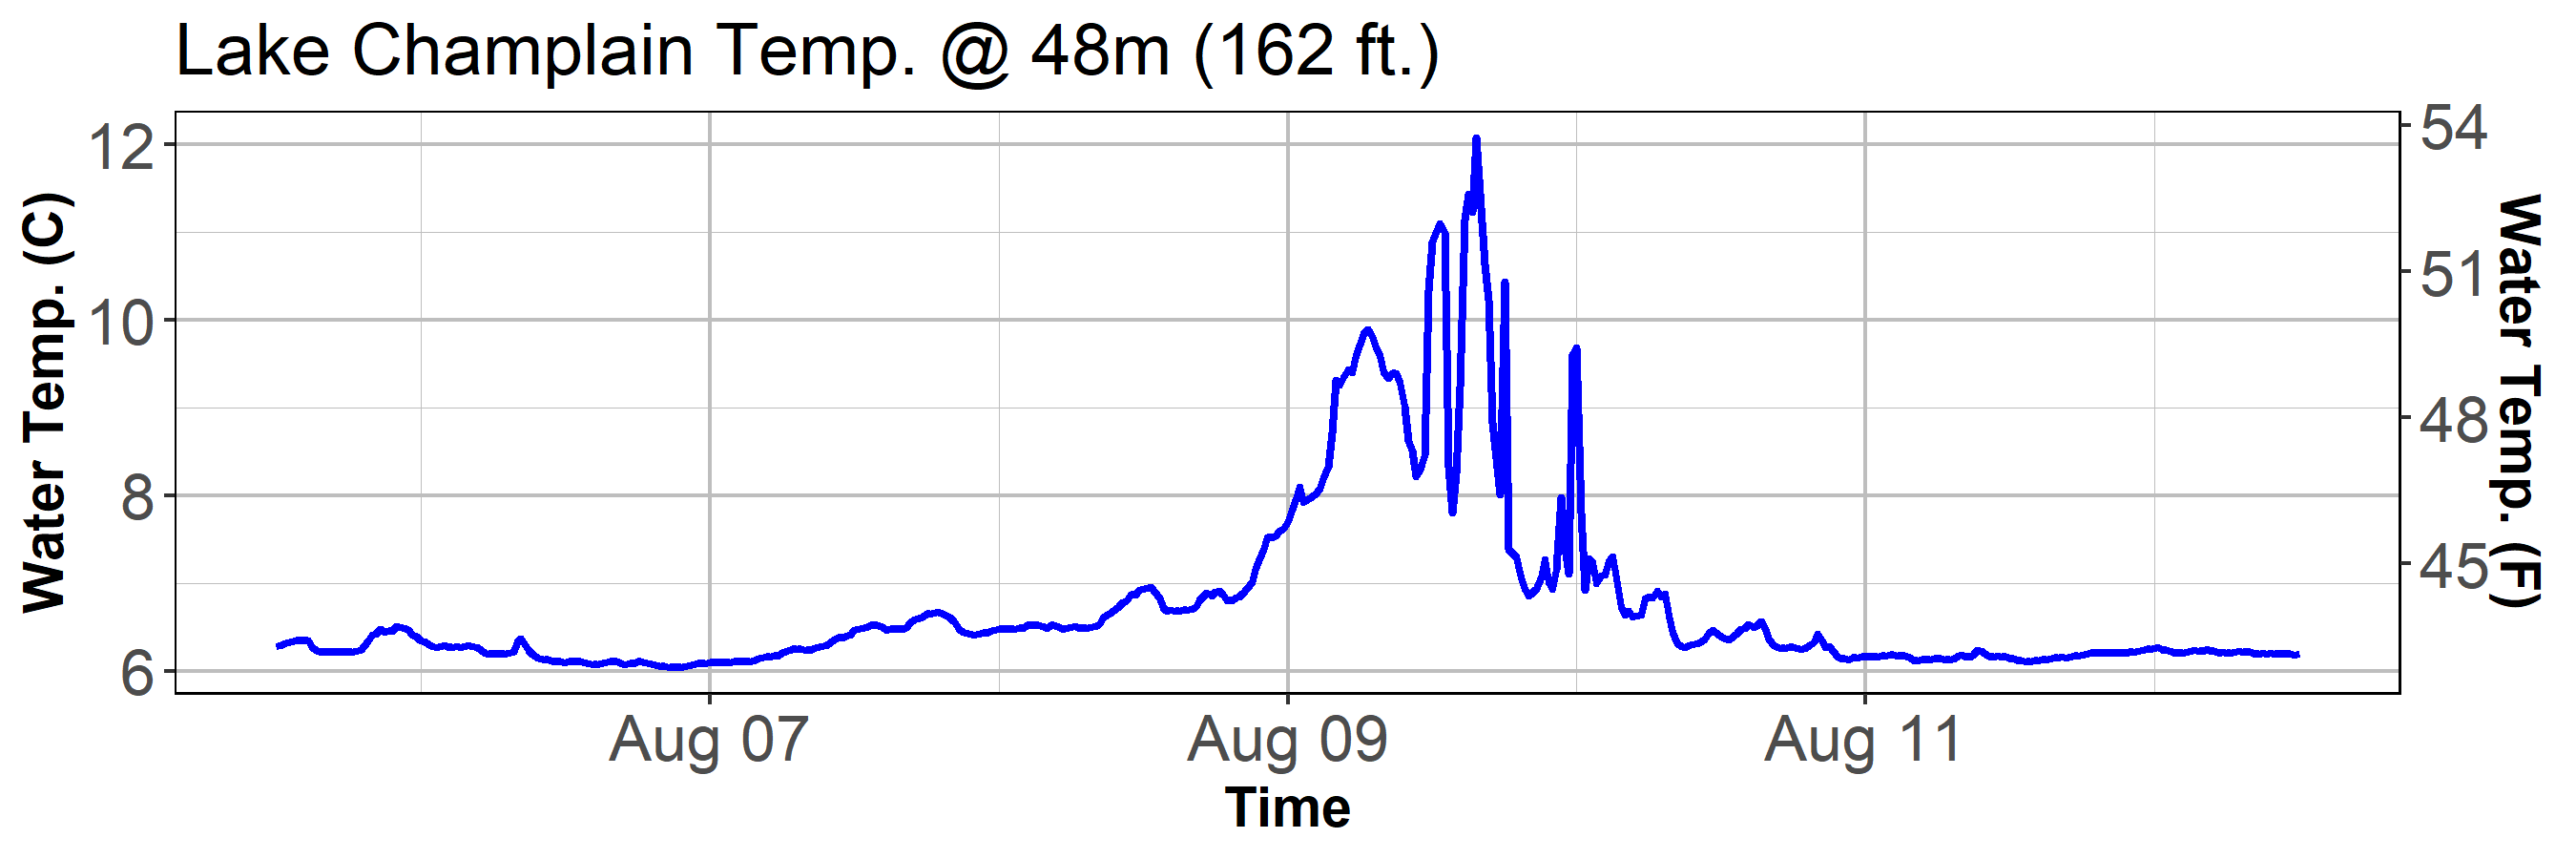 Lake Champlain Temp. @ 48m (162 ft.)
Water Temp. (C)
12
10
8
6
54
51
48
45
Water Temp. (F)
Aug 07
Aug 09
Aug 11
Time